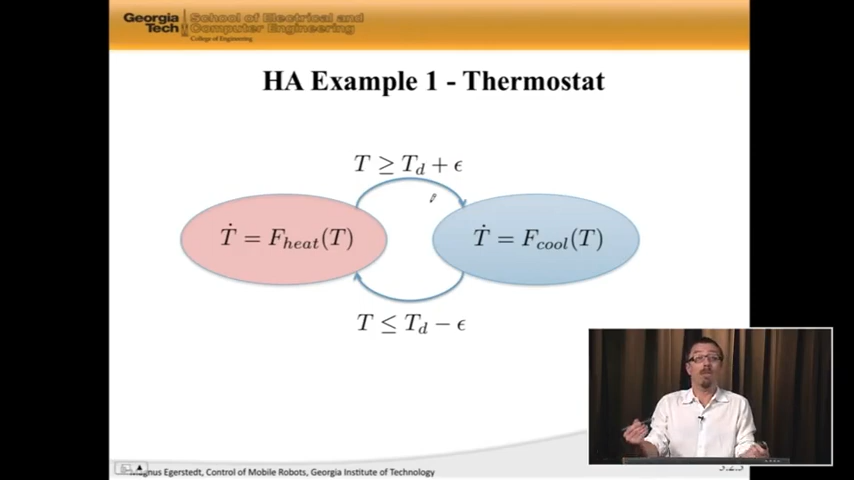 Georgia Tech
School of Electrical and
Computer Engineering
College of Engineering
HA Example 1 - Thermostat
T ≥ T_d + ϵ
Ṫ = F_heat(T)
Ṫ = F_cool(T)
T ≤ T_d − ϵ
Egerstedt, Control of Mobile Robots, Georgia Institute of Technology